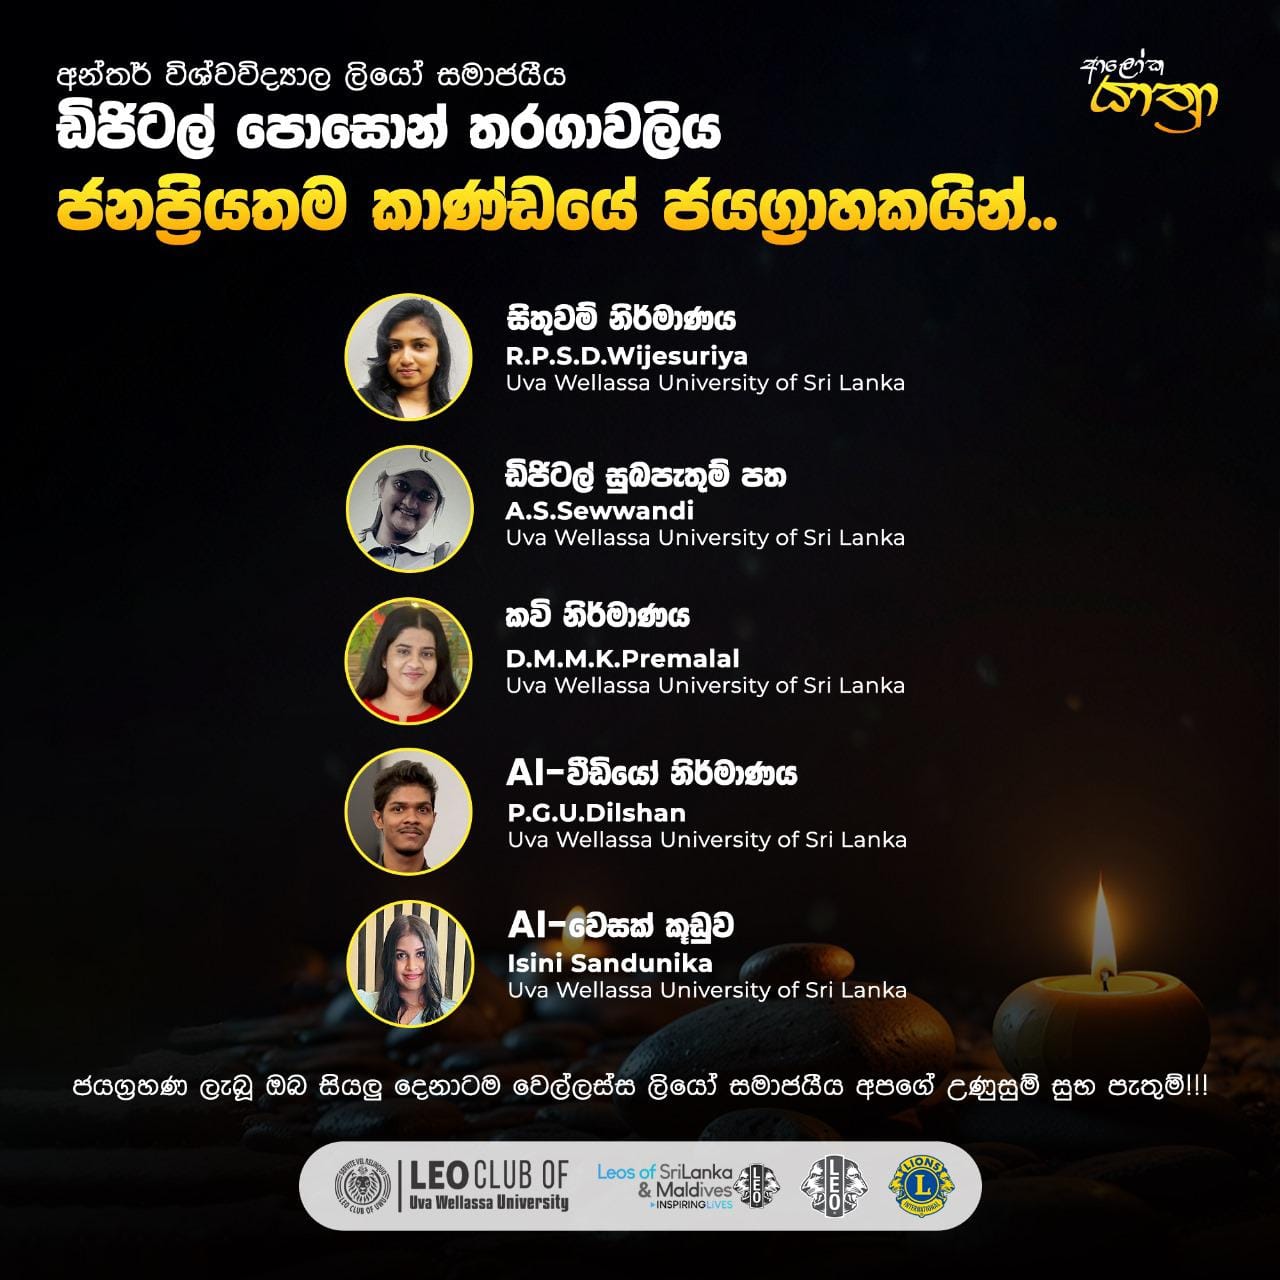 අන්තර් විශ්වවිද්‍යාල ලියෝ සමාජයීය
ආලෝක
යාත්‍රා
ඩිජිටල් පොසොන් තරගාවලිය
ජනප්‍රියතම කාණ්ඩයේ ජයග්‍රාහකයින්..
සිතුවම් නිර්මාණය
R.P.S.D.Wijesuriya
Uva Wellassa University of Sri Lanka
ඩිජිටල් සුබපැතුම් පත
A.S.Sewwandi
Uva Wellassa University of Sri Lanka
කවි නිර්මාණය
D.M.M.K.Premalal
Uva Wellassa University of Sri Lanka
AI-වීඩියෝ නිර්මාණය
P.G.U.Dilshan
Uva Wellassa University of Sri Lanka
AI-වෙසක් කූඩුව
Isini Sandunika
Uva Wellassa University of Sri Lanka
ජයග්‍රහණ ලැබූ ඔබ සියලු දෙනාටම වෙල්ලස්ස ලියෝ සමාජයීය අපගේ උණුසුම් සුභ පැතුම්!!!
LEO CLUB OF
Uva Wellassa University
Leos of SriLanka
& Maldives
INSPIRINGLIVES
LEO
LEO
LIONS
L
INTERNATIONAL